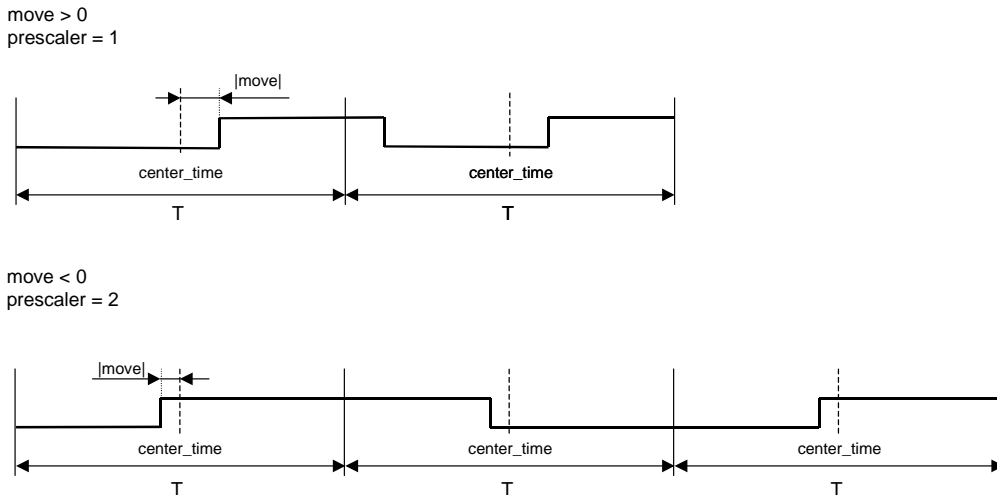 move > 0
prescaler = 1
|move|
center_time
center_time
T
T
move < 0
prescaler = 2
|move|
center_time
center_time
center_time
T
T
T